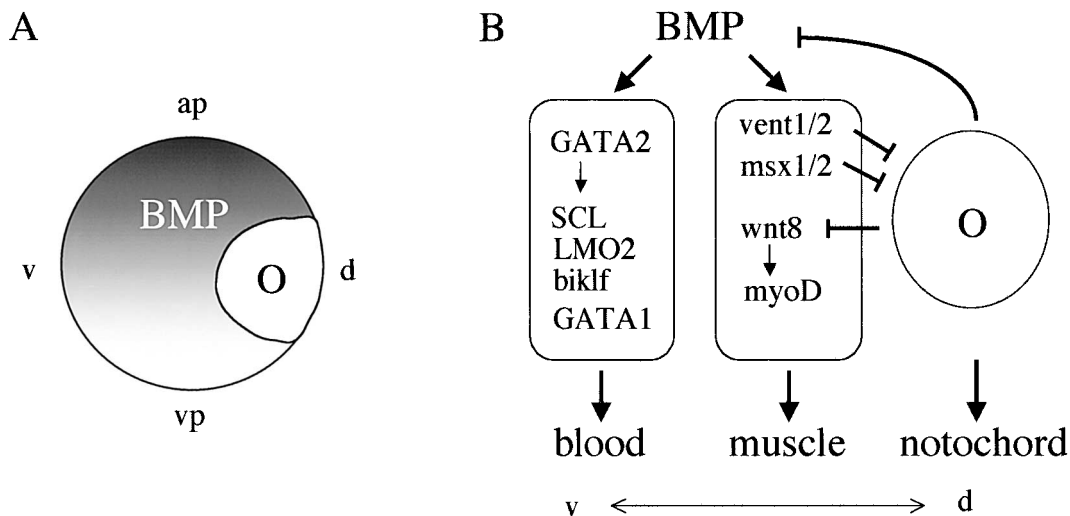 A
ap
BMP
v
O
d
vp
B
BMP
GATA2
SCL
LMO2
biklf
GATA1
vent1/2
msx1/2
wnt8
myoD
O
blood
muscle
notochord
v
d